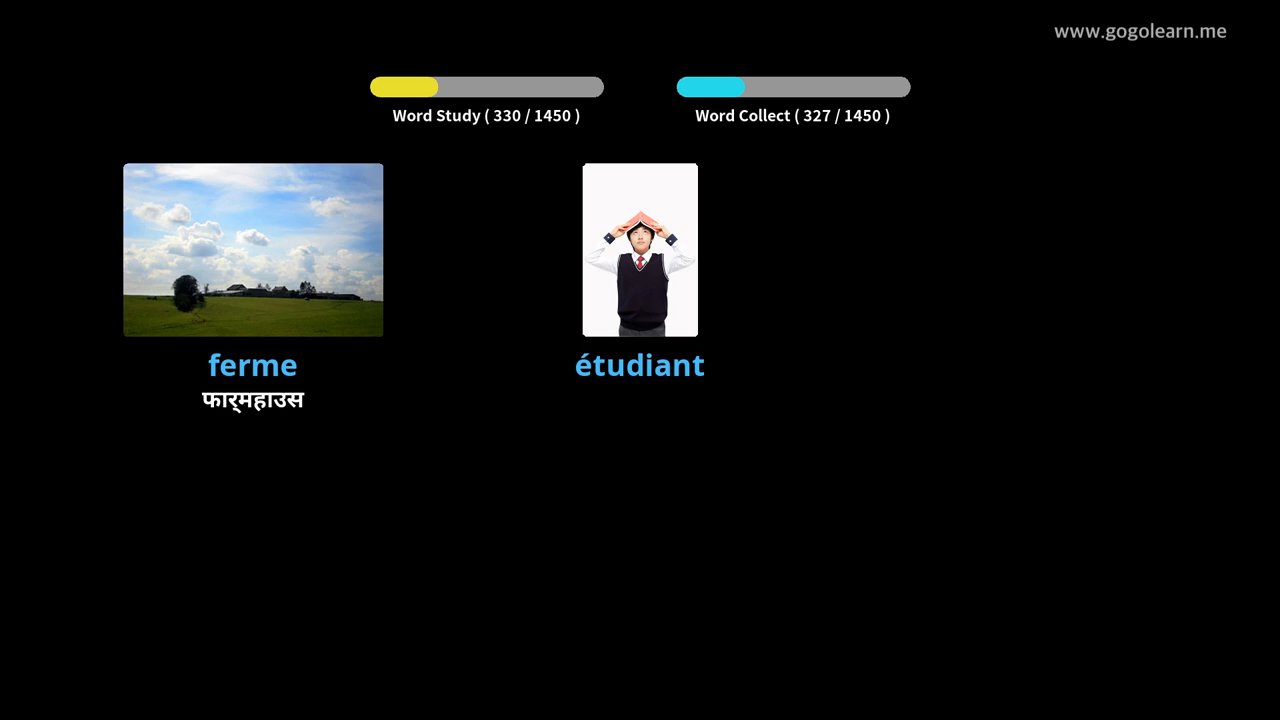 www.gogolearn.me
Word Study ( 330 / 1450 )
Word Collect ( 327 / 1450 )
ferme
étudiant
फार्महाउस